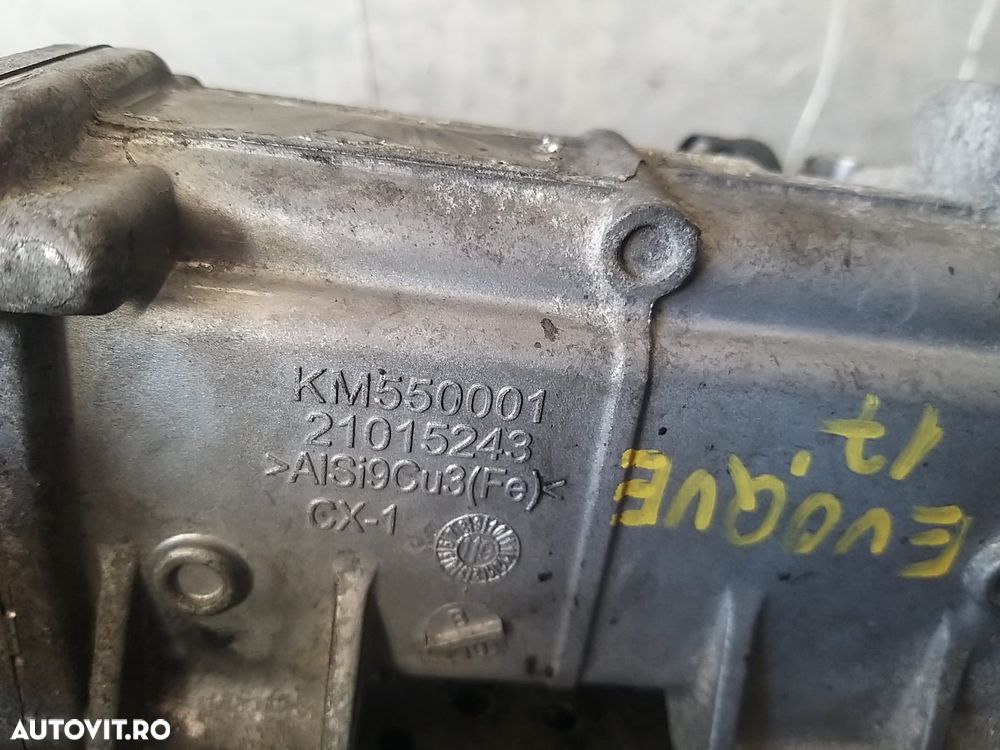 KM550001
21015243
>AlSi9Cu3(Fe)<
CX-1
EVOQUE
17.
AUTOVIT.RO